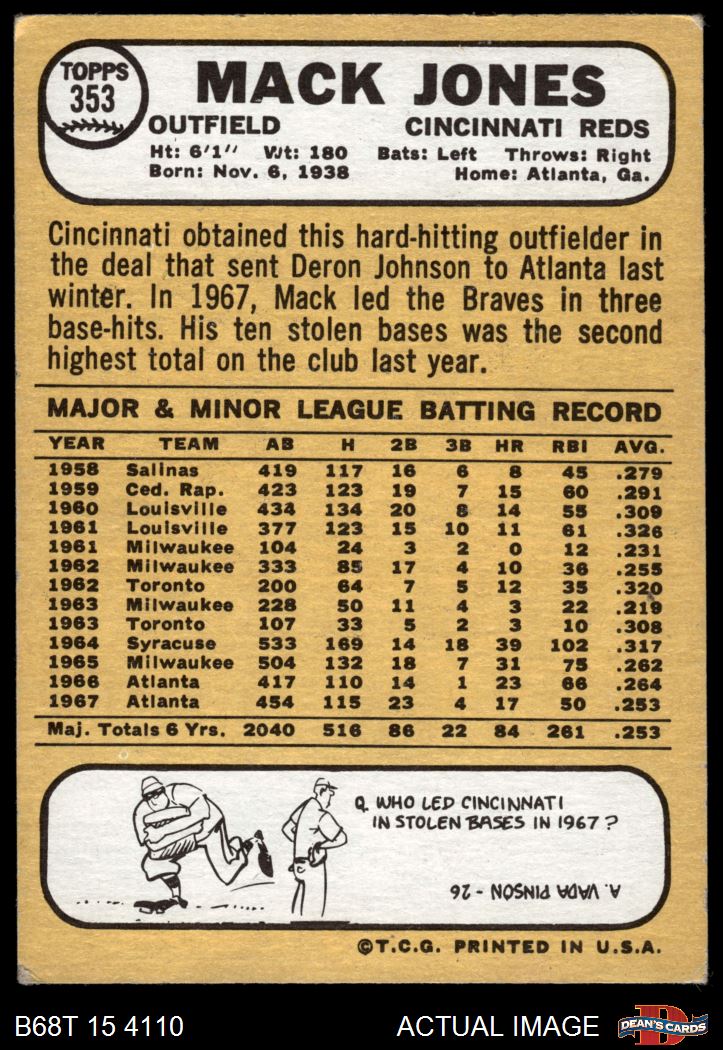 TOPPS
353
MACK JONES
OUTFIELD CINCINNATI REDS
Ht: 6'1" Wt: 180 Bats: Left Throws: Right
Born: Nov. 6, 1938 Home: Atlanta, Ga.
Cincinnati obtained this hard-hitting outfielder in
the deal that sent Deron Johnson to Atlanta last
winter. In 1967, Mack led the Braves in three
base-hits. His ten stolen bases was the second
highest total on the club last year.
MAJOR & MINOR LEAGUE BATTING RECORD
YEAR TEAM AB H 2B 3B HR RBI AVG.
1958 Salinas 419 117 16 6 8 45 .279
1959 Ced. Rap. 423 123 19 7 15 60 .291
1960 Louisville 434 134 20 8 14 55 .309
1961 Louisville 377 123 15 10 11 61 .326
1961 Milwaukee 104 24 3 2 0 12 .231
1962 Milwaukee 333 85 17 4 10 36 .255
1962 Toronto 200 64 7 5 12 35 .320
1963 Milwaukee 228 50 11 4 3 22 .219
1963 Toronto 107 33 5 2 3 10 .308
1964 Syracuse 533 169 14 18 39 102 .317
1965 Milwaukee 504 132 18 7 31 75 .262
1966 Atlanta 417 110 14 1 23 66 .264
1967 Atlanta 454 115 23 4 17 50 .253
Maj. Totals 6 Yrs. 2040 516 86 22 84 261 .253
Q. WHO LED CINCINNATI
IN STOLEN BASES IN 1967?
A. VADA PINSON - 26
©T.C.G. PRINTED IN U.S.A.
B68T 15 4110 ACTUAL IMAGE DEAN'S CARDS